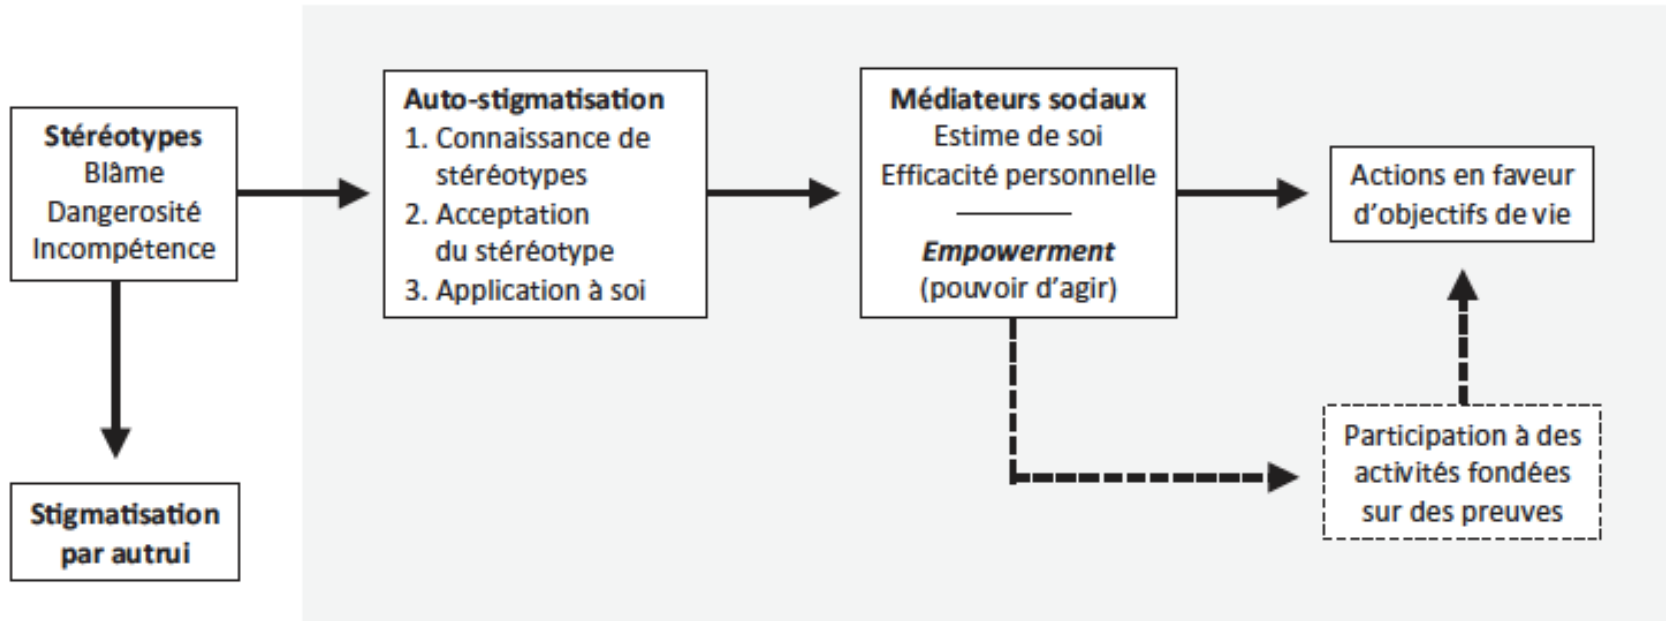 Stéréotypes
Blâme
Dangerosité
Incompétence
Stigmatisation
par autrui
Auto-stigmatisation
1. Connaissance de
stéréotypes
2. Acceptation
du stéréotype
3. Application à soi
Médiateurs sociaux
Estime de soi
Efficacité personnelle
Empowerment
(pouvoir d’agir)
Actions en faveur
d’objectifs de vie
Participation à des
activités fondées
sur des preuves